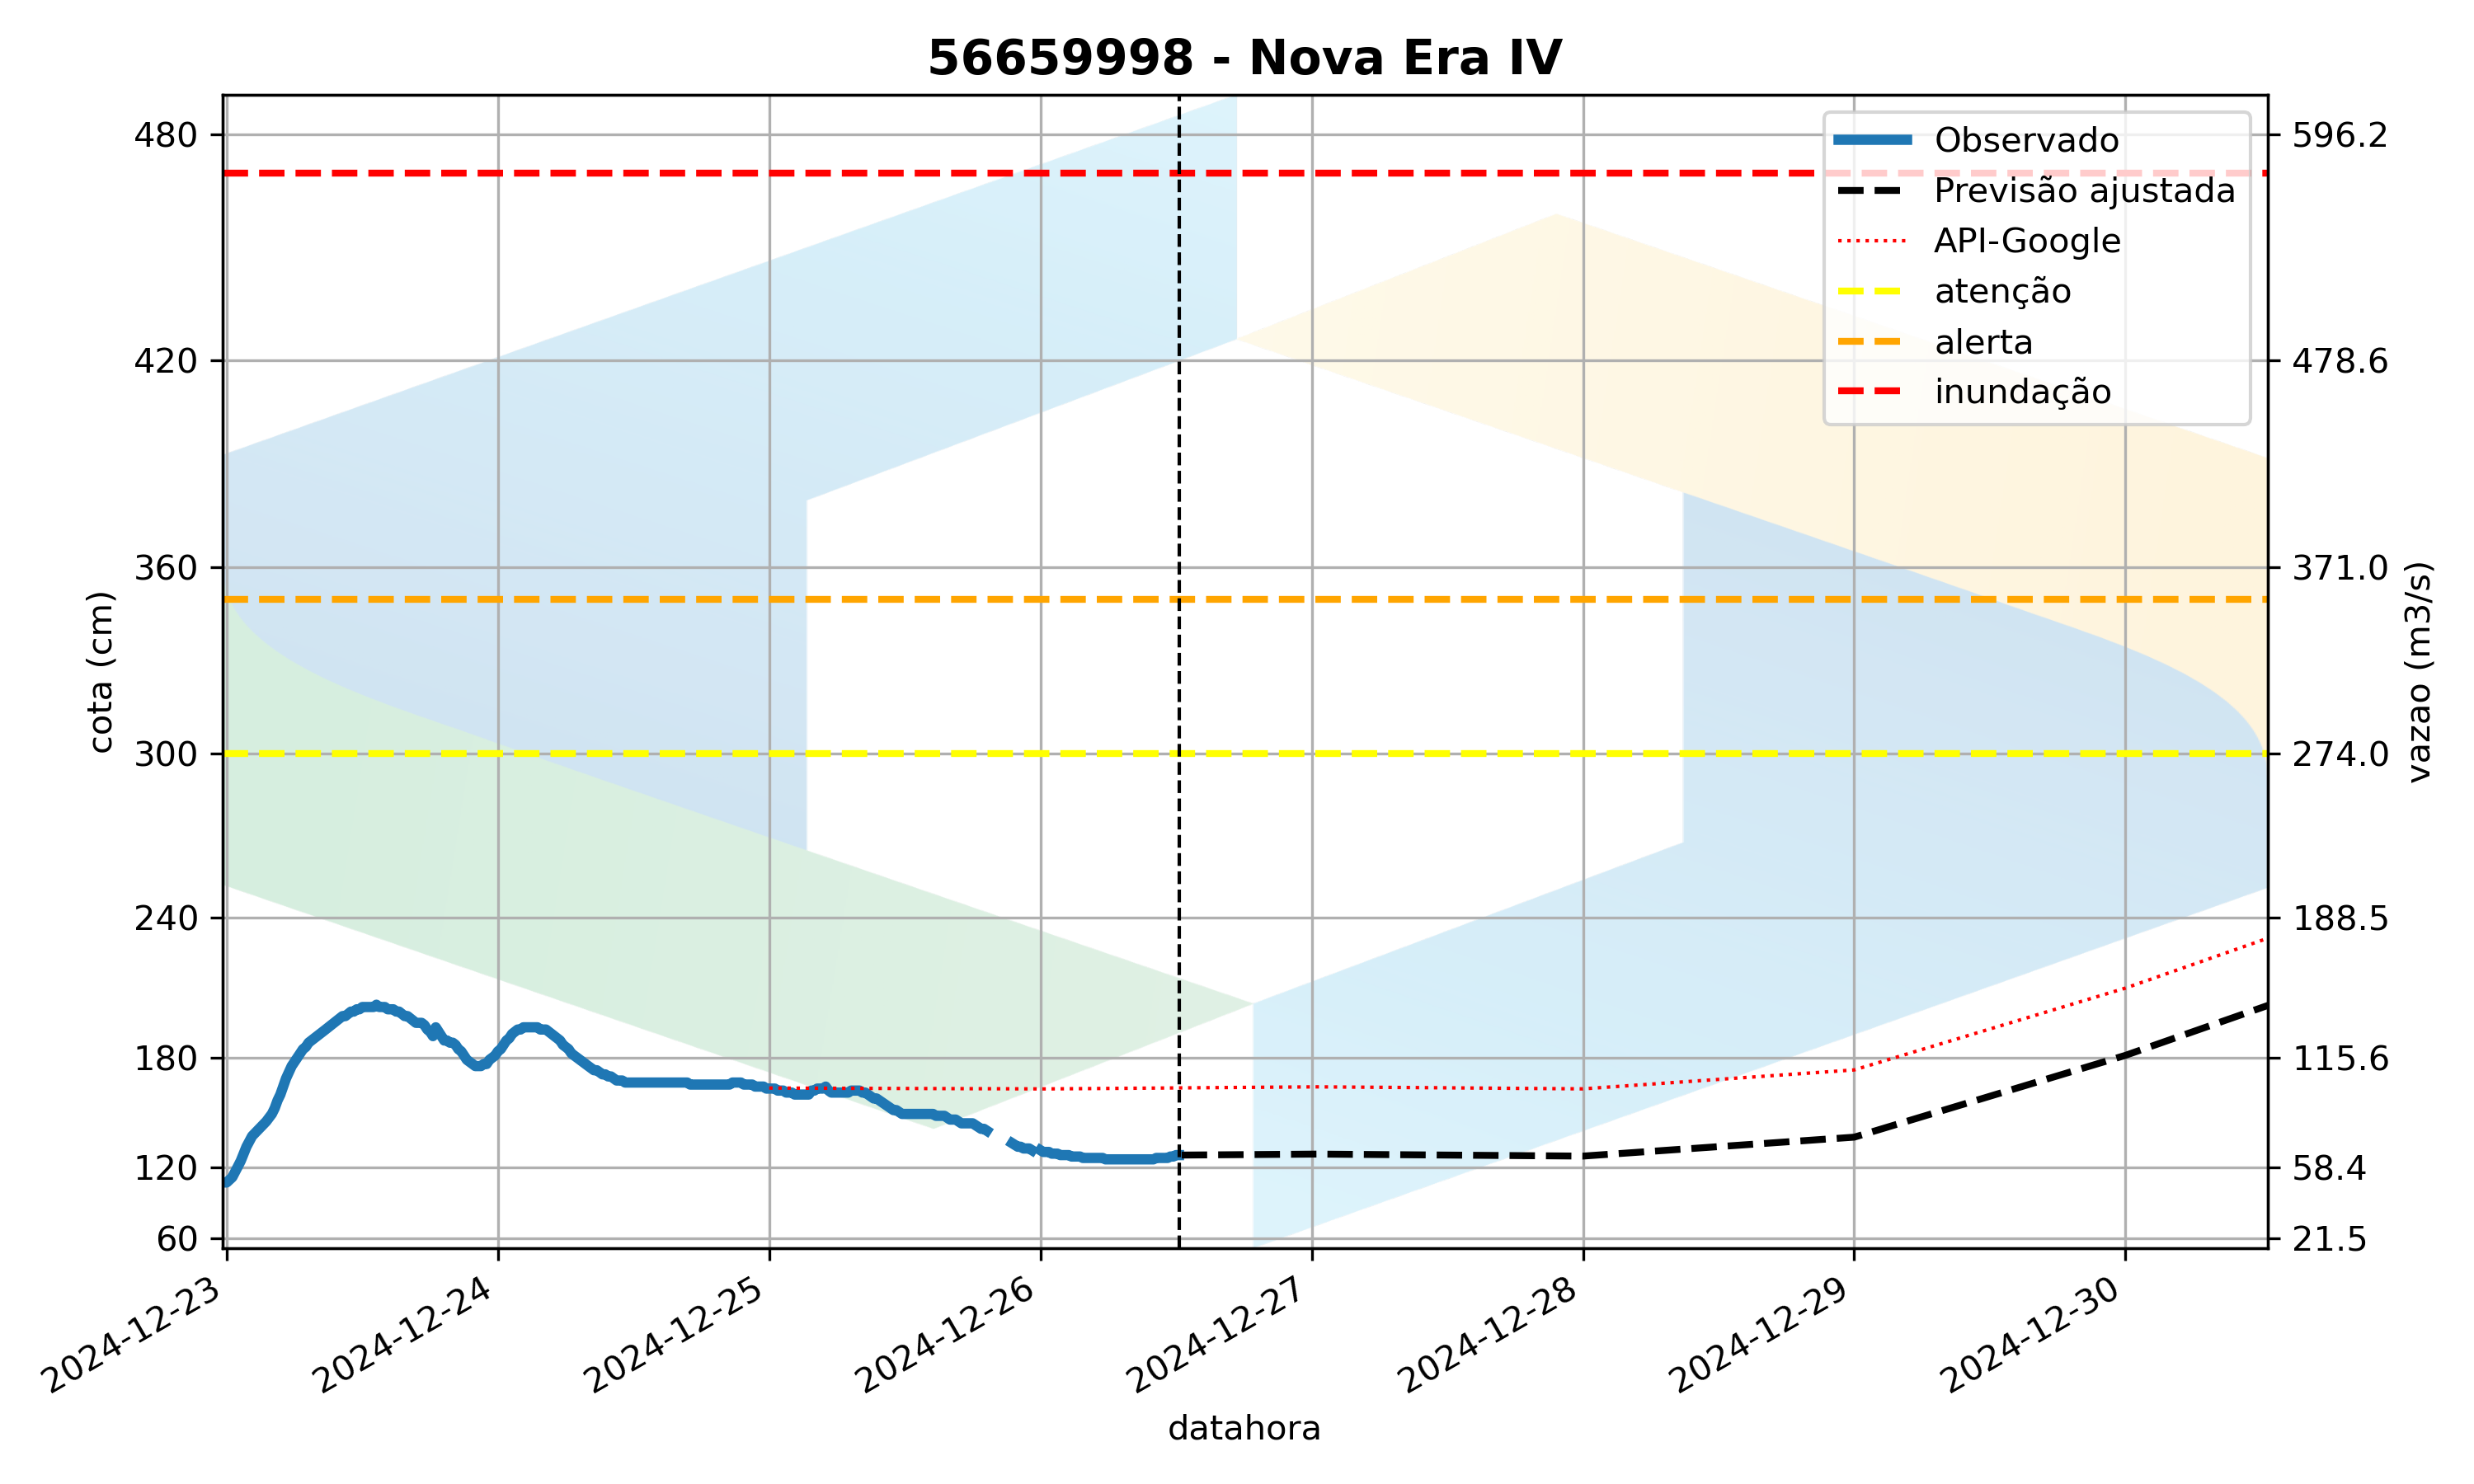 56659998 - Nova Era IV
480
420
360
300
240
180
120
60
cota (cm)
Observado
Previsão ajustada
API-Google
atenção
alerta
inundação
596.2
478.6
371.0
274.0
188.5
115.6
58.4
21.5
vazao (m3/s)
2024-12-23
2024-12-24
2024-12-25
2024-12-26
2024-12-27
2024-12-28
2024-12-29
2024-12-30
datahora